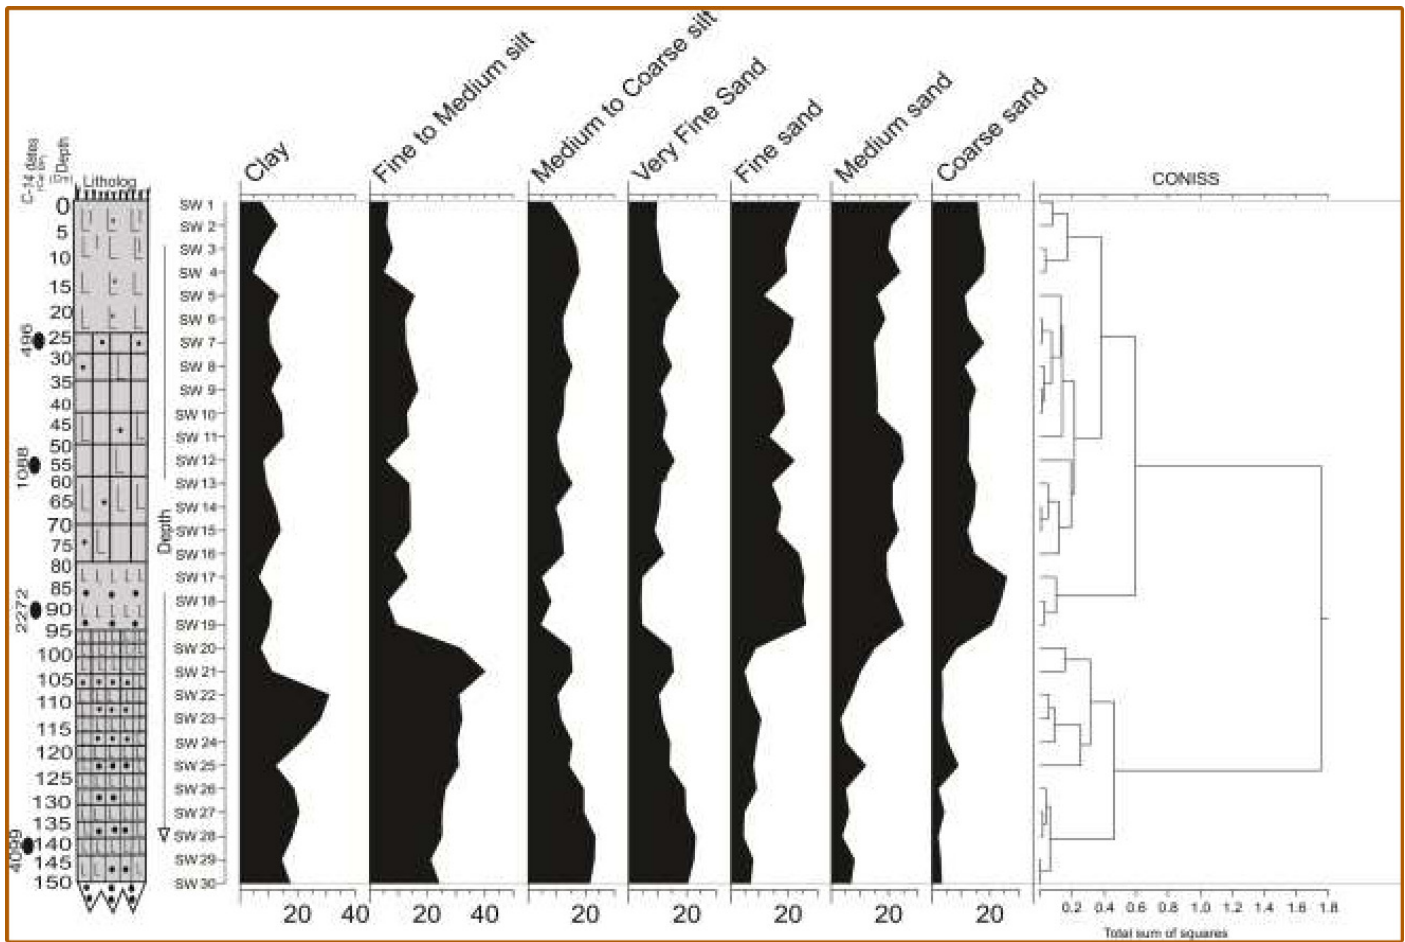 Clay
Fine to Medium silt
Medium to Coarse silt
Very Fine Sand
Fine sand
Medium sand
Coarse sand
C-14 dates
Depth
(Cm)
Litholog
CONISS
0
5
10
15
20
25
30
35
40
45
50
55
60
65
70
75
80
85
90
95
100
105
110
115
120
125
130
135
140
145
150
496
1088
2272
4099
Depth
SW 1
SW 2
SW 3
SW 4
SW 5
SW 6
SW 7
SW 8
SW 9
SW 10
SW 11
SW 12
SW 13
SW 14
SW 15
SW 16
SW 17
SW 18
SW 19
SW 20
SW 21
SW 22
SW 23
SW 24
SW 25
SW 26
SW 27
SW 28
SW 29
SW 30
20 40 20 40 20 20 20 20 20
0.2 0.4 0.6 0.8 1.0 1.2 1.4 1.6 1.8
Total sum of squares